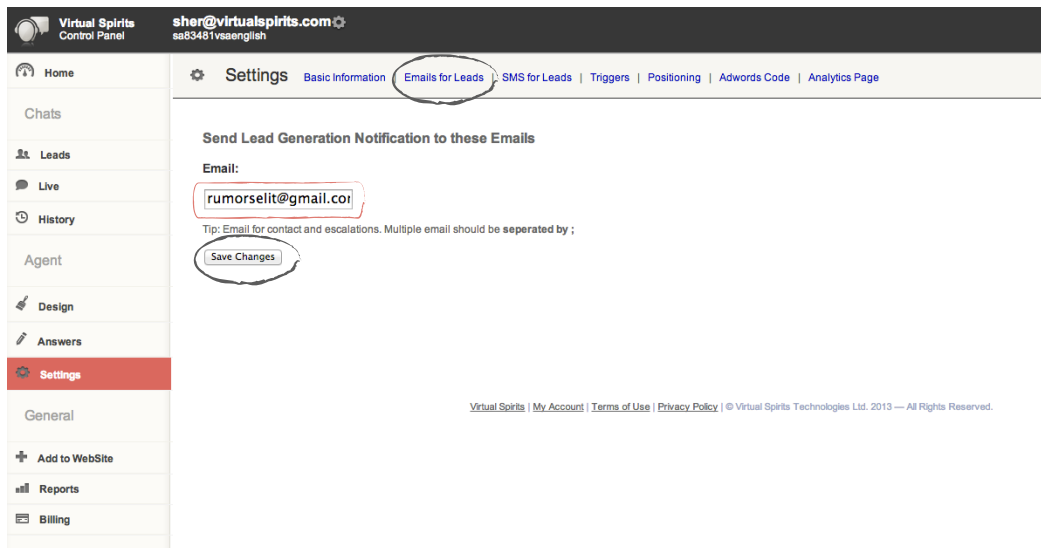 Virtual Spirits
Control Panel
sher@virtualspirits.com
sa83481vsaenglish
Home
Chats
Leads
Live
History
Agent
Design
Answers
Settings
General
Add to WebSite
Reports
Billing
Settings Basic Information | Emails for Leads | SMS for Leads | Triggers | Positioning | Adwords Code | Analytics Page
Send Lead Generation Notification to these Emails
Email:
rumorselit@gmail.cor
Tip: Email for contact and escalations. Multiple email should be seperated by ;
Save Changes
Virtual Spirits | My Account | Terms of Use | Privacy Policy | © Virtual Spirits Technologies Ltd. 2013 — All Rights Reserved.